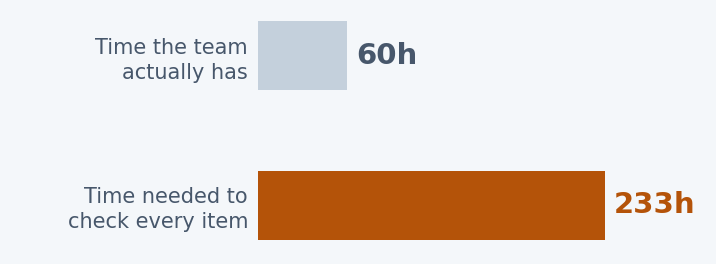 Time the team
actually has
60h
Time needed to
check every item
233h